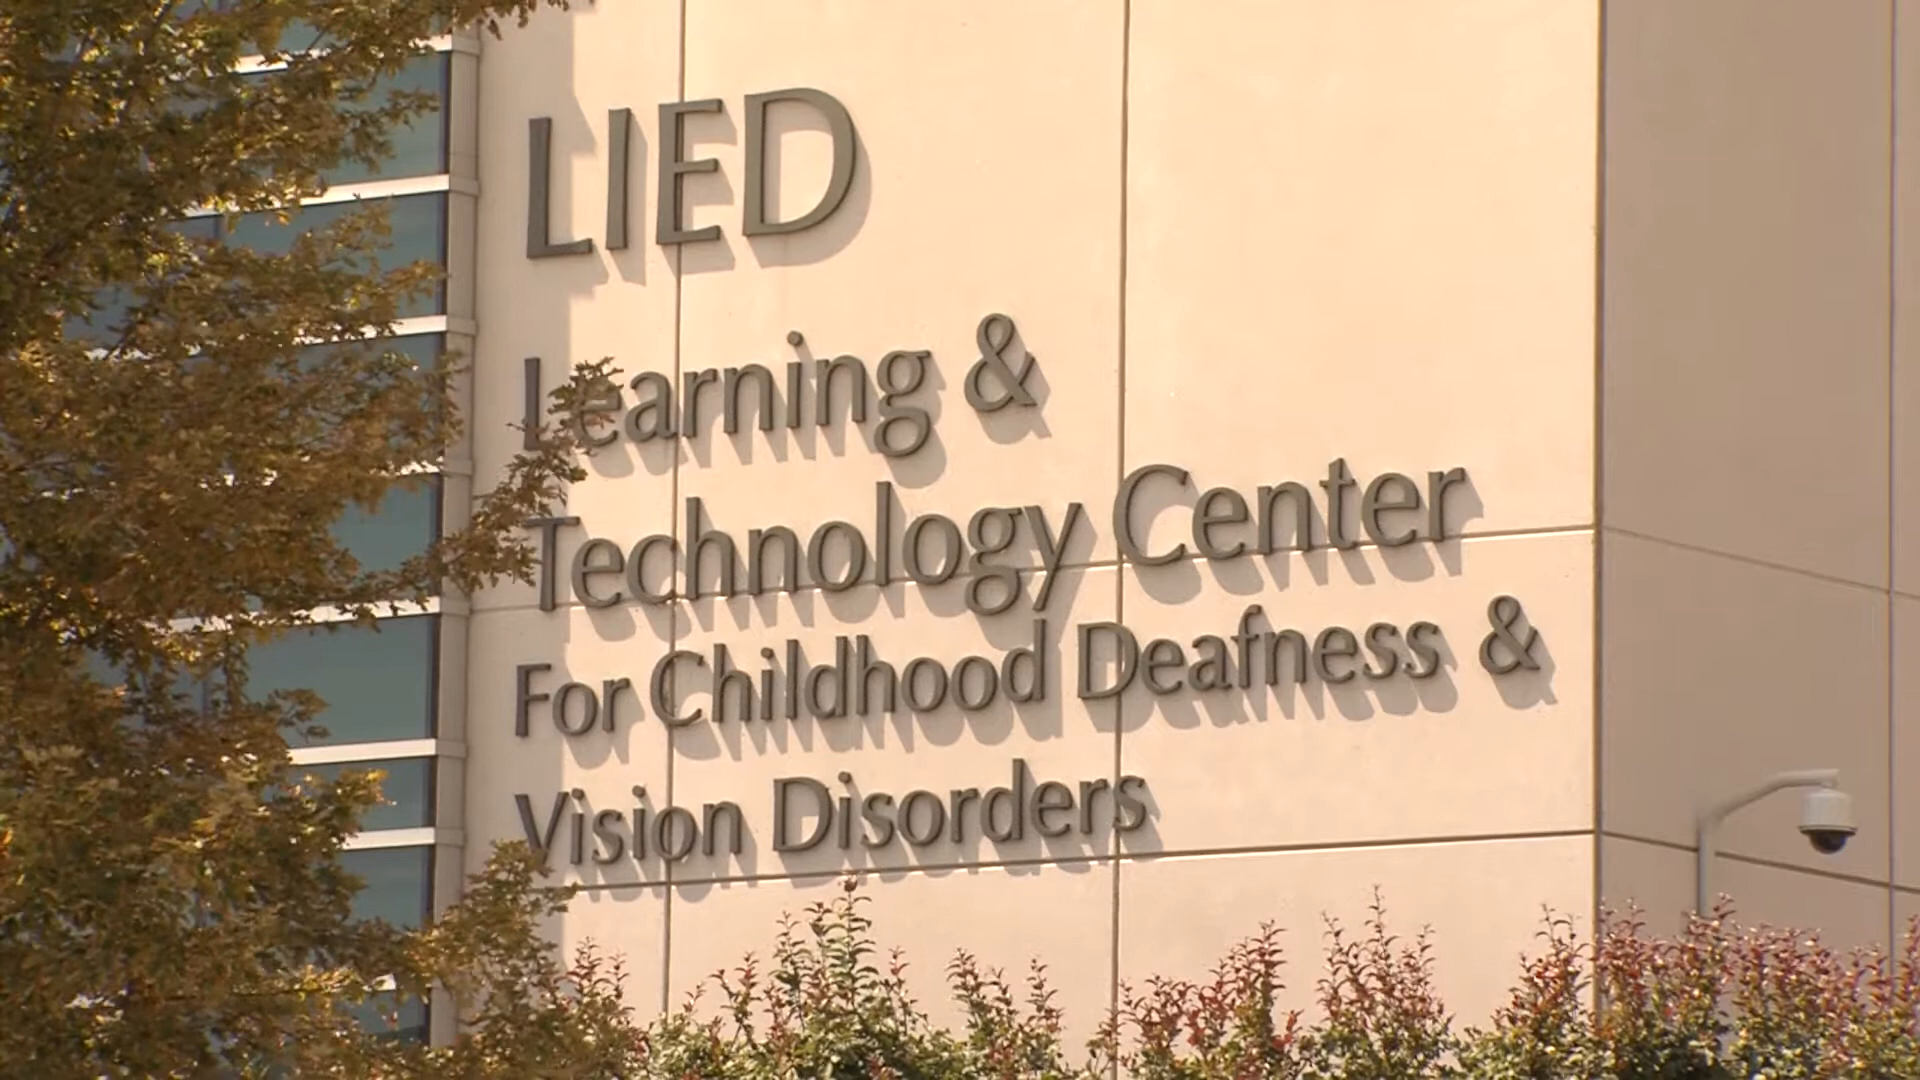 LIED
Learning &
Technology Center
For Childhood Deafness &
Vision Disorders